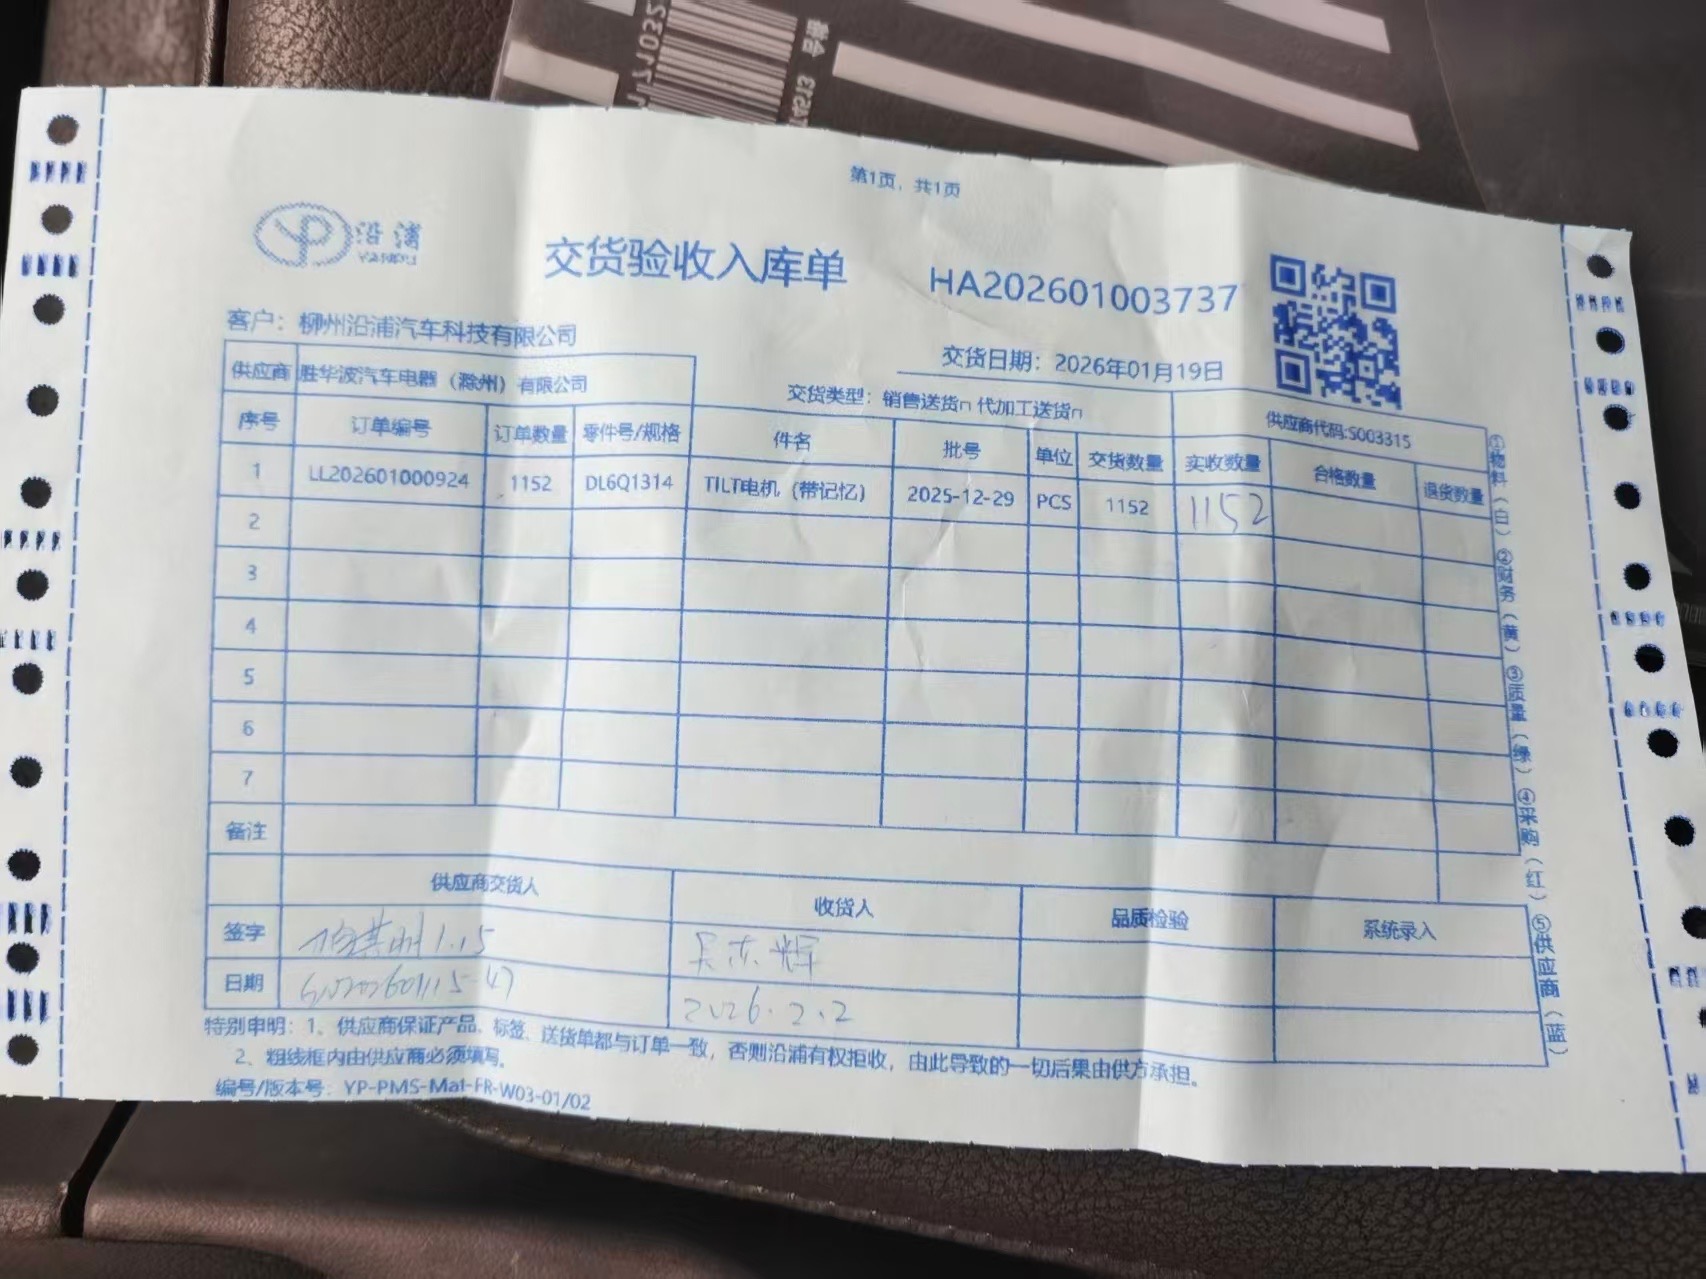 第1页，共1页
沿浦
YANPU
交货验收入库单 HA202601003737
客户：柳州沿浦汽车科技有限公司
交货日期：2026年01月19日
供应商 胜华波汽车电器（滁州）有限公司
交货类型：销售送货n 代加工送货n
供应商代码:S003315
序号 订单编号 订单数量 零件号/规格 件名 批号 单位 交货数量 实收数量 合格数量 退货数量
1 LL202601000924 1152 DL6Q1314 TILT电机（带记忆） 2025-12-29 PCS 1152 1152
2
3
4
5
6
7
备注
供应商交货人 收货人 品质检验 系统录入
签字 1.15
日期 2026.2.2
特别申明：1、供应商保证产品、标签、送货单都与订单一致，否则沿浦有权拒收，由此导致的一切后果由供方承担。
2、粗线框内由供应商必须填写。
编号/版本号：YP-PMS-Mat-FR-W03-01/02
①物料（白）②财务（黄）③质量（绿）④采购（红）⑤供应商（蓝）